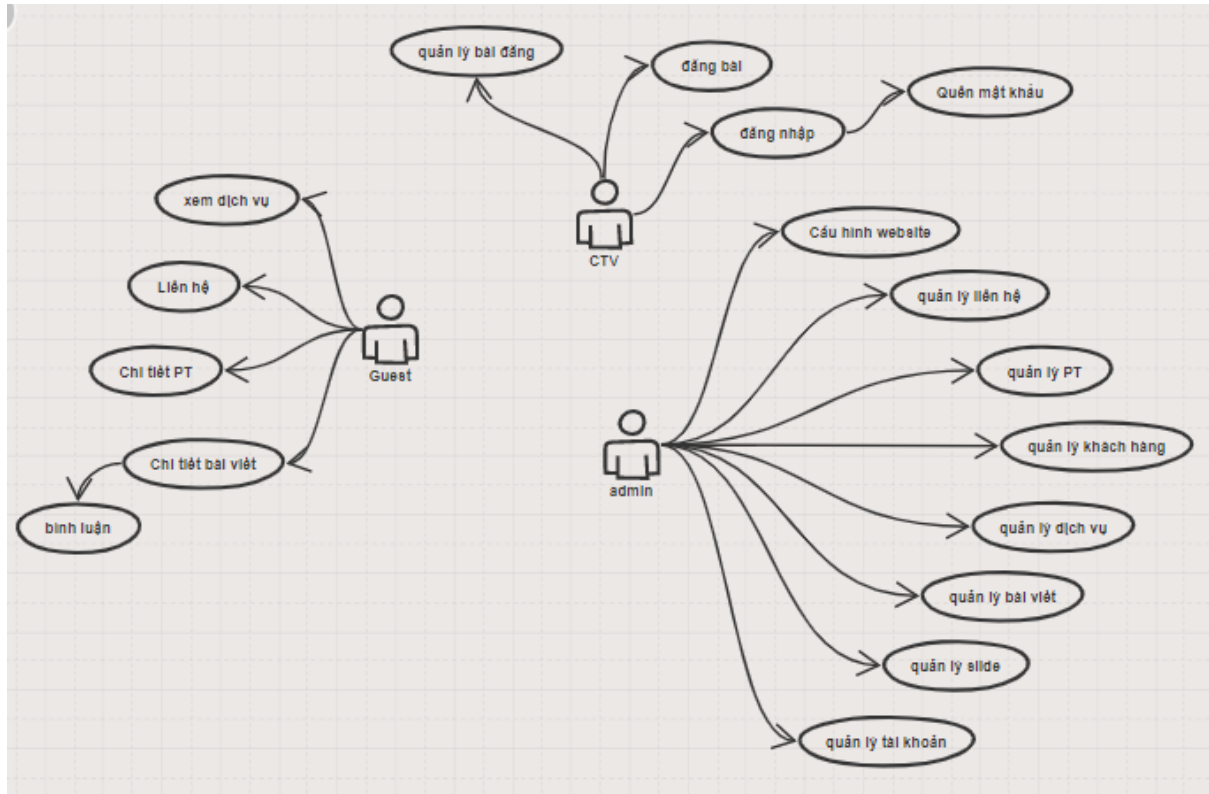 quản lý bài đăng
đăng bài
Quên mật khẩu
đăng nhập
xem dịch vụ
CTV
Cấu hình website
Liên hệ
quản lý liên hệ
Chi tiết PT
Guest
quản lý PT
quản lý khách hàng
Chi tiết bài viết
admin
bình luận
quản lý dịch vụ
quản lý bài viết
quản lý slide
quản lý tài khoản